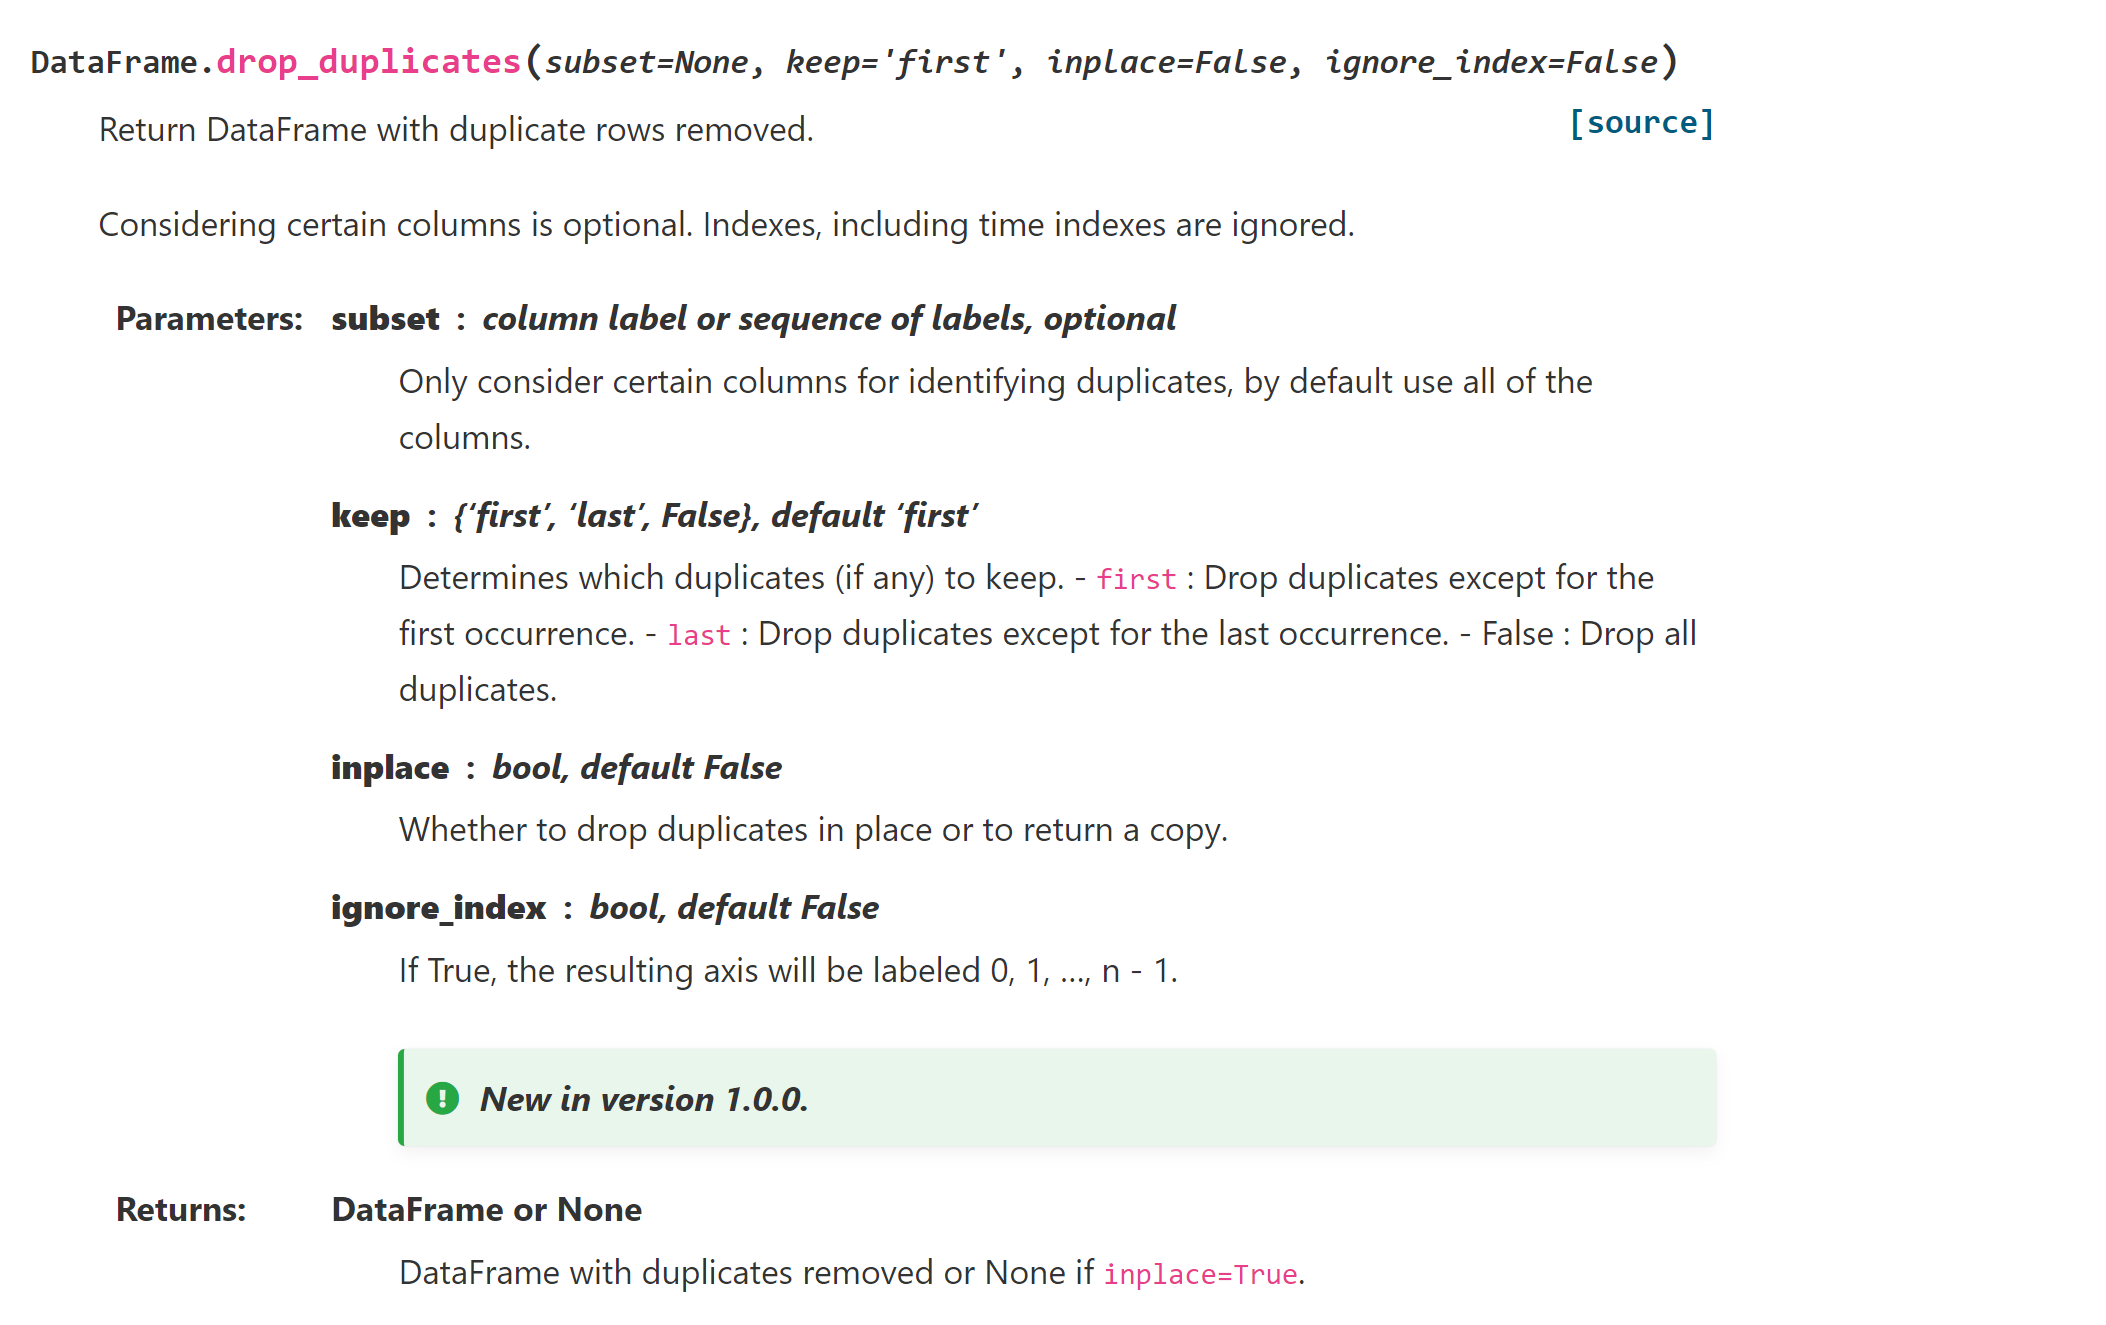 DataFrame.drop_duplicates(subset=None, keep='first', inplace=False, ignore_index=False)
[source]
Return DataFrame with duplicate rows removed.
Considering certain columns is optional. Indexes, including time indexes are ignored.
Parameters: subset : column label or sequence of labels, optional
Only consider certain columns for identifying duplicates, by default use all of the
columns.
keep : {‘first’, ‘last’, False}, default ‘first’
Determines which duplicates (if any) to keep. - first : Drop duplicates except for the
first occurrence. - last : Drop duplicates except for the last occurrence. - False : Drop all
duplicates.
inplace : bool, default False
Whether to drop duplicates in place or to return a copy.
ignore_index : bool, default False
If True, the resulting axis will be labeled 0, 1, …, n - 1.
New in version 1.0.0.
Returns: DataFrame or None
DataFrame with duplicates removed or None if inplace=True.